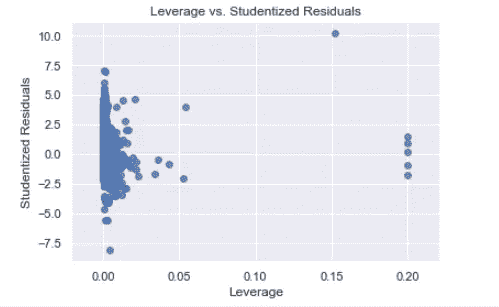 Leverage vs. Studentized Residuals
10.0
7.5
5.0
2.5
0.0
−2.5
−5.0
−7.5
Studentized Residuals
0.00 0.05 0.10 0.15 0.20
Leverage